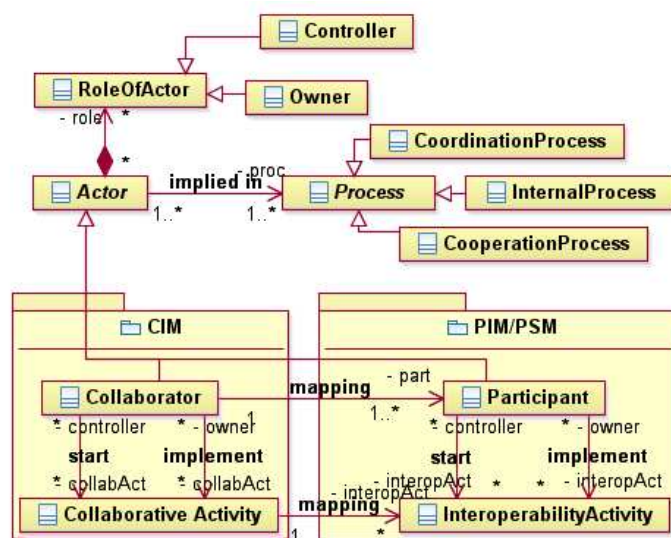 Controller
RoleOfActor
Owner
- role
*
*
CoordinationProcess
- proc
Actor
implied in
Process
InternalProcess
1..*
1..*
CooperationProcess
CIM
PIM/PSM
- part
Collaborator
mapping
Participant
1
1..*
* - controller
* - owner
* - controller
* - owner
start
implement
start
implement
* - collabAct
* - collabAct
- interopAct
* - interopAct
* - interopAct
*
Collaborative Activity
mapping
InteroperabilityActivity
1
*